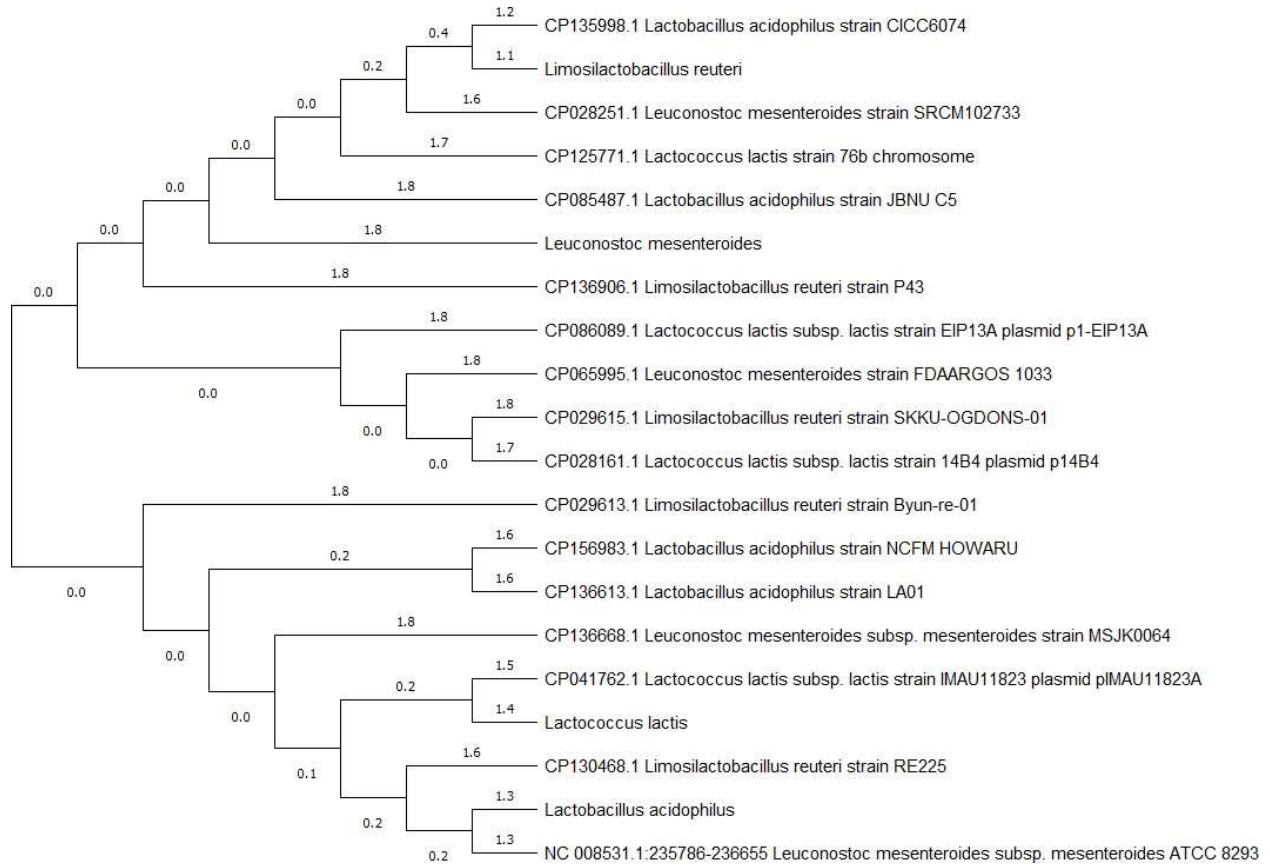 1.2
CP135998.1 Lactobacillus acidophilus strain CICC6074
0.4
1.1
Limosilactobacillus reuteri
0.2
1.6
CP028251.1 Leuconostoc mesenteroides strain SRCM102733
0.0
1.7
CP125771.1 Lactococcus lactis strain 76b chromosome
0.0
1.8
CP085487.1 Lactobacillus acidophilus strain JBNU C5
0.0
1.8
Leuconostoc mesenteroides
0.0
1.8
CP136906.1 Limosilactobacillus reuteri strain P43
0.0
1.8
CP086089.1 Lactococcus lactis subsp. lactis strain EIP13A plasmid p1-EIP13A
0.0
1.8
CP065995.1 Leuconostoc mesenteroides strain FDAARGOS 1033
0.0
1.8
CP029615.1 Limosilactobacillus reuteri strain SKKU-OGDONS-01
0.0
1.7
CP028161.1 Lactococcus lactis subsp. lactis strain 14B4 plasmid p14B4
1.8
CP029613.1 Limosilactobacillus reuteri strain Byun-re-01
0.0
0.2
1.6
CP156983.1 Lactobacillus acidophilus strain NCFM HOWARU
1.6
CP136613.1 Lactobacillus acidophilus strain LA01
0.0
1.8
CP136668.1 Leuconostoc mesenteroides subsp. mesenteroides strain MSJK0064
0.0
0.2
1.5
CP041762.1 Lactococcus lactis subsp. lactis strain IMAU11823 plasmid pIMAU11823A
1.4
Lactococcus lactis
0.1
1.6
CP130468.1 Limosilactobacillus reuteri strain RE225
0.2
1.3
Lactobacillus acidophilus
0.2
1.3
NC 008531.1:235786-236655 Leuconostoc mesenteroides subsp. mesenteroides ATCC 8293